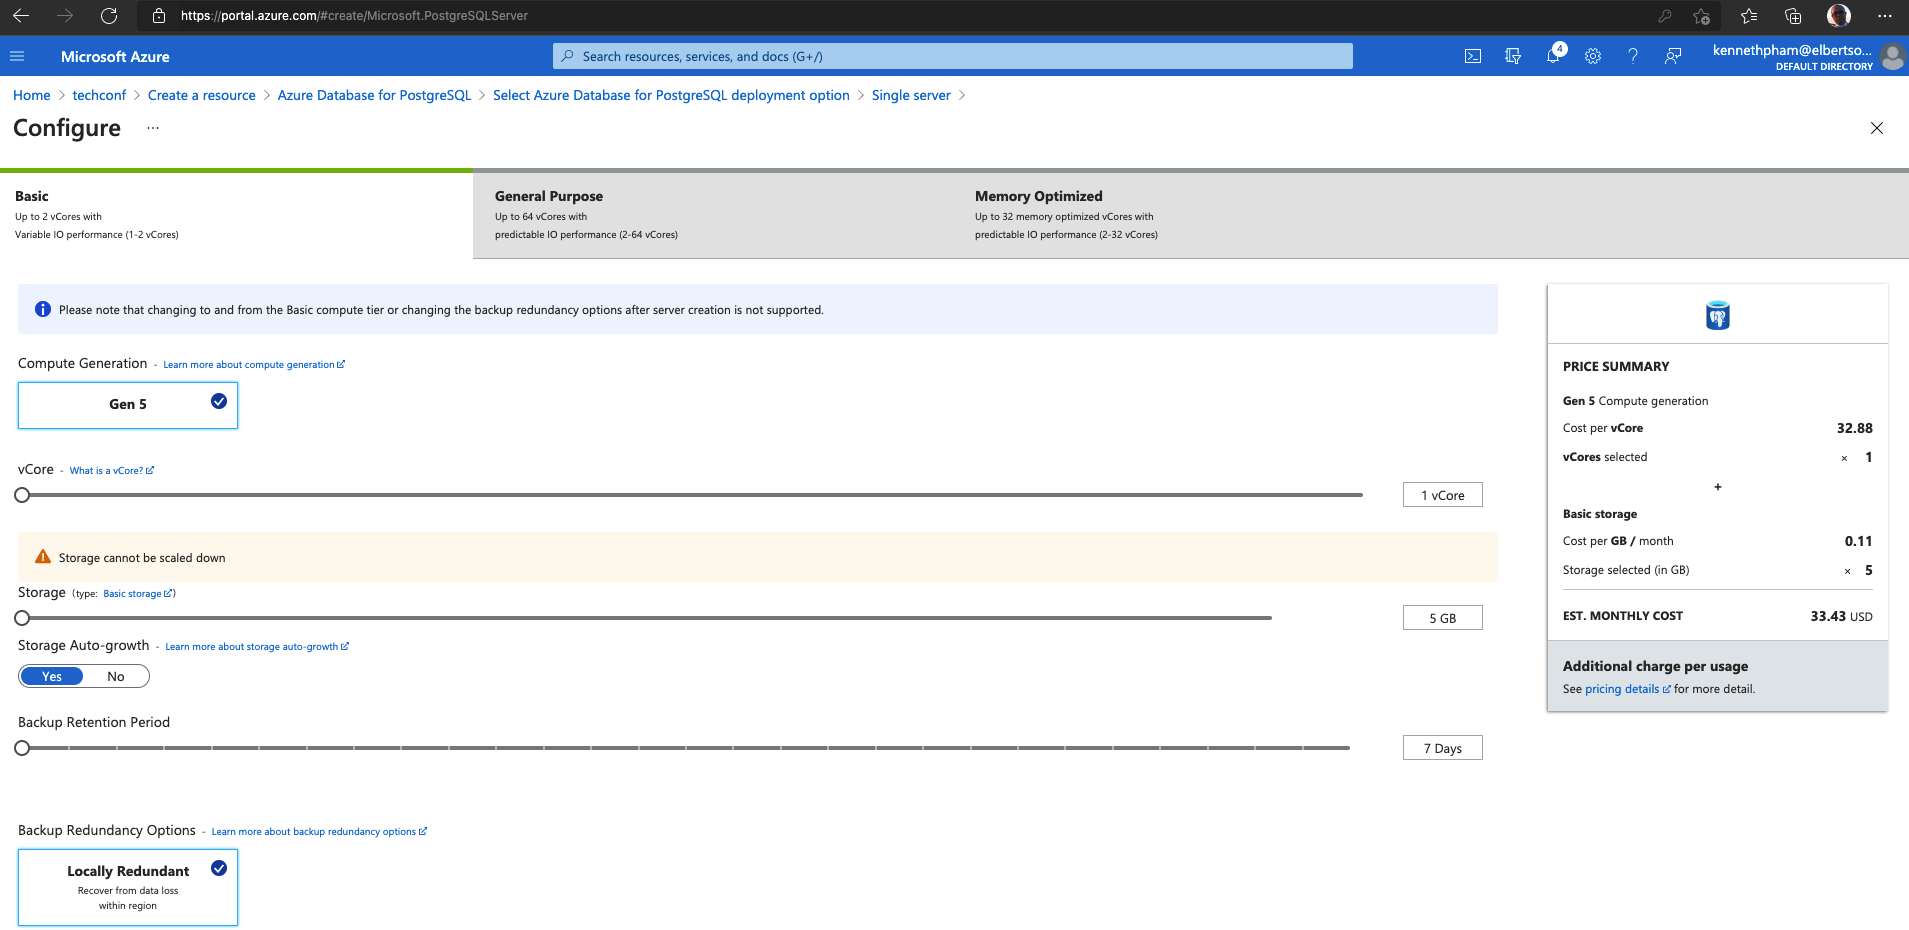 https://portal.azure.com/#create/Microsoft.PostgreSQLServer
Microsoft Azure
Search resources, services, and docs (G+/)
4
kennethpham@elbertso...
DEFAULT DIRECTORY
Home > techconf > Create a resource > Azure Database for PostgreSQL > Select Azure Database for PostgreSQL deployment option > Single server >
Configure ...
Basic
Up to 2 vCores with
Variable IO performance (1-2 vCores)
General Purpose
Up to 64 vCores with
predictable IO performance (2-64 vCores)
Memory Optimized
Up to 32 memory optimized vCores with
predictable IO performance (2-32 vCores)
Please note that changing to and from the Basic compute tier or changing the backup redundancy options after server creation is not supported.
Compute Generation - Learn more about compute generation
Gen 5
vCore - What is a vCore?
1 vCore
Storage cannot be scaled down
Storage (type: Basic storage)
5 GB
Storage Auto-growth - Learn more about storage auto-growth
Yes No
Backup Retention Period
7 Days
Backup Redundancy Options - Learn more about backup redundancy options
Locally Redundant
Recover from data loss
within region
PRICE SUMMARY
Gen 5 Compute generation
Cost per vCore 32.88
vCores selected × 1
+
Basic storage
Cost per GB / month 0.11
Storage selected (in GB) × 5
EST. MONTHLY COST 33.43 USD
Additional charge per usage
See pricing details for more detail.